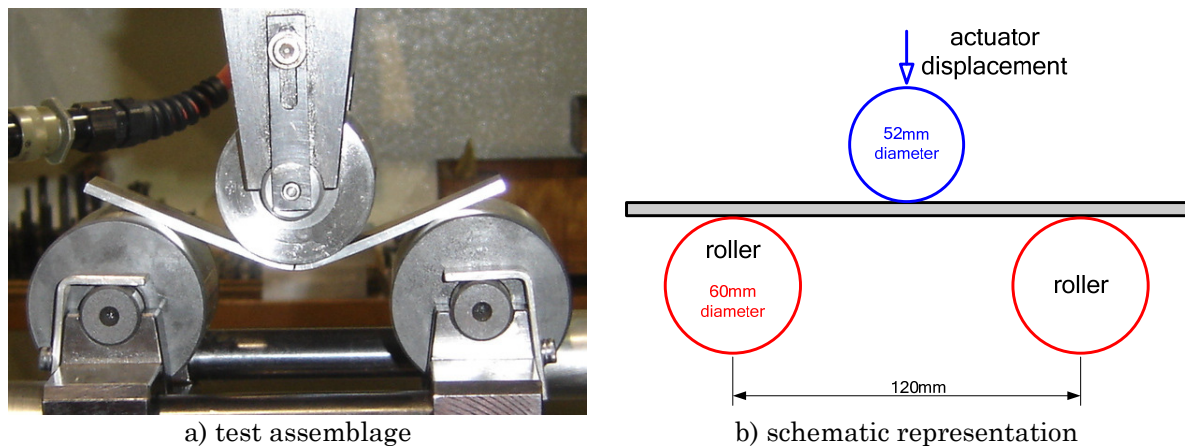 actuator
displacement
52mm
diameter
roller
60mm
diameter
roller
120mm
a) test assemblage
b) schematic representation